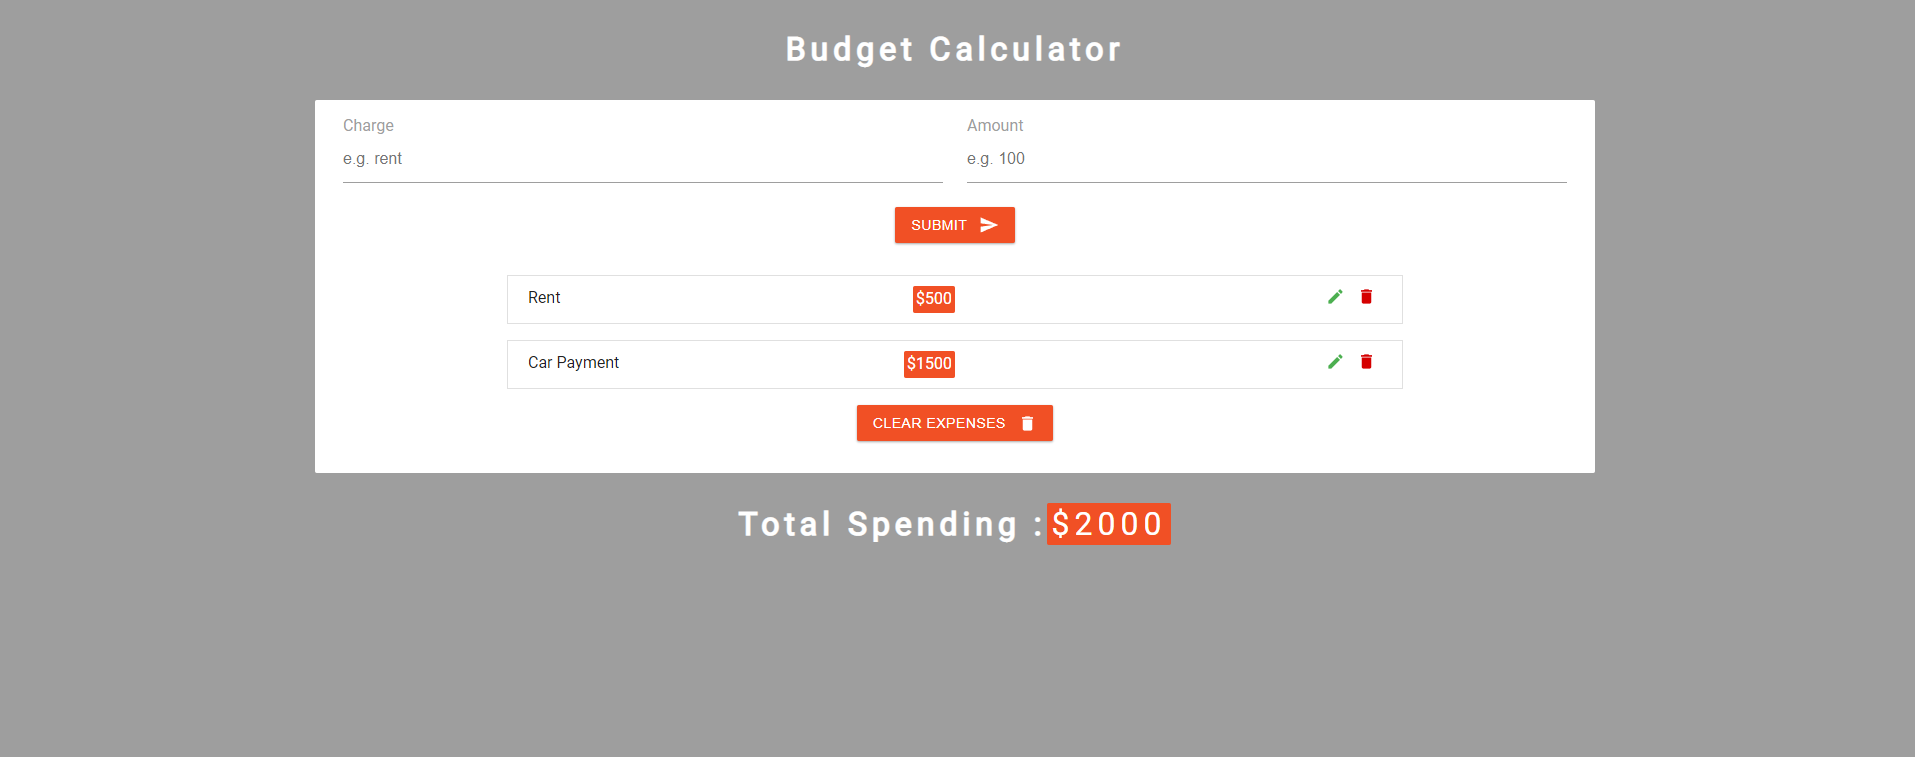 Budget Calculator
Charge
Amount
e.g. rent
e.g. 100
SUBMIT
Rent
$500
Car Payment
$1500
CLEAR EXPENSES
Total Spending :$2000